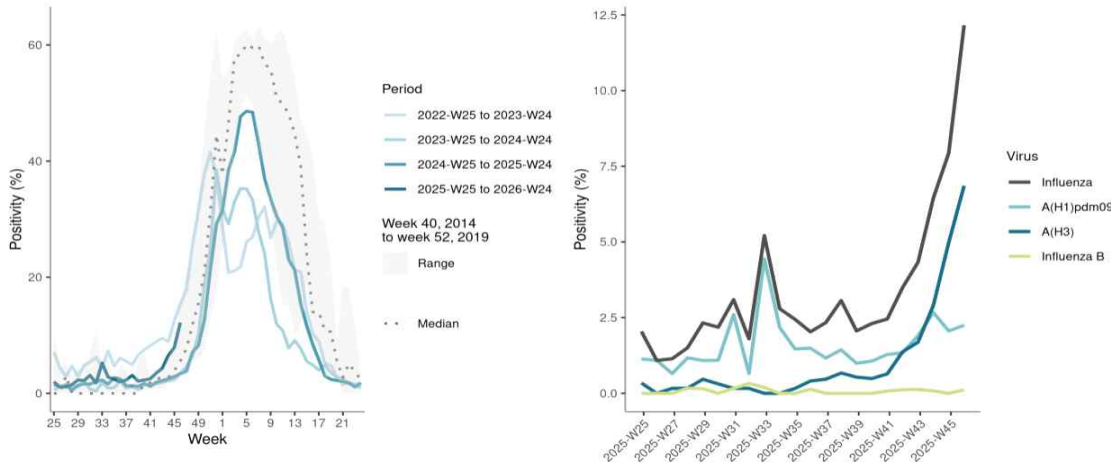 60
40
20
0
Positivity (%)
25 29 33 37 41 45 49 1 5 9 13 17 21
Week
Period
2022-W25 to 2023-W24
2023-W25 to 2024-W24
2024-W25 to 2025-W24
2025-W25 to 2026-W24
Week 40, 2014
to week 52, 2019
Range
Median
12.5
10.0
7.5
5.0
2.5
0.0
Positivity (%)
2025-W25 2025-W27 2025-W29 2025-W31 2025-W33 2025-W35 2025-W37 2025-W39 2025-W41 2025-W43 2025-W45
Virus
Influenza
A(H1)pdm09
A(H3)
Influenza B